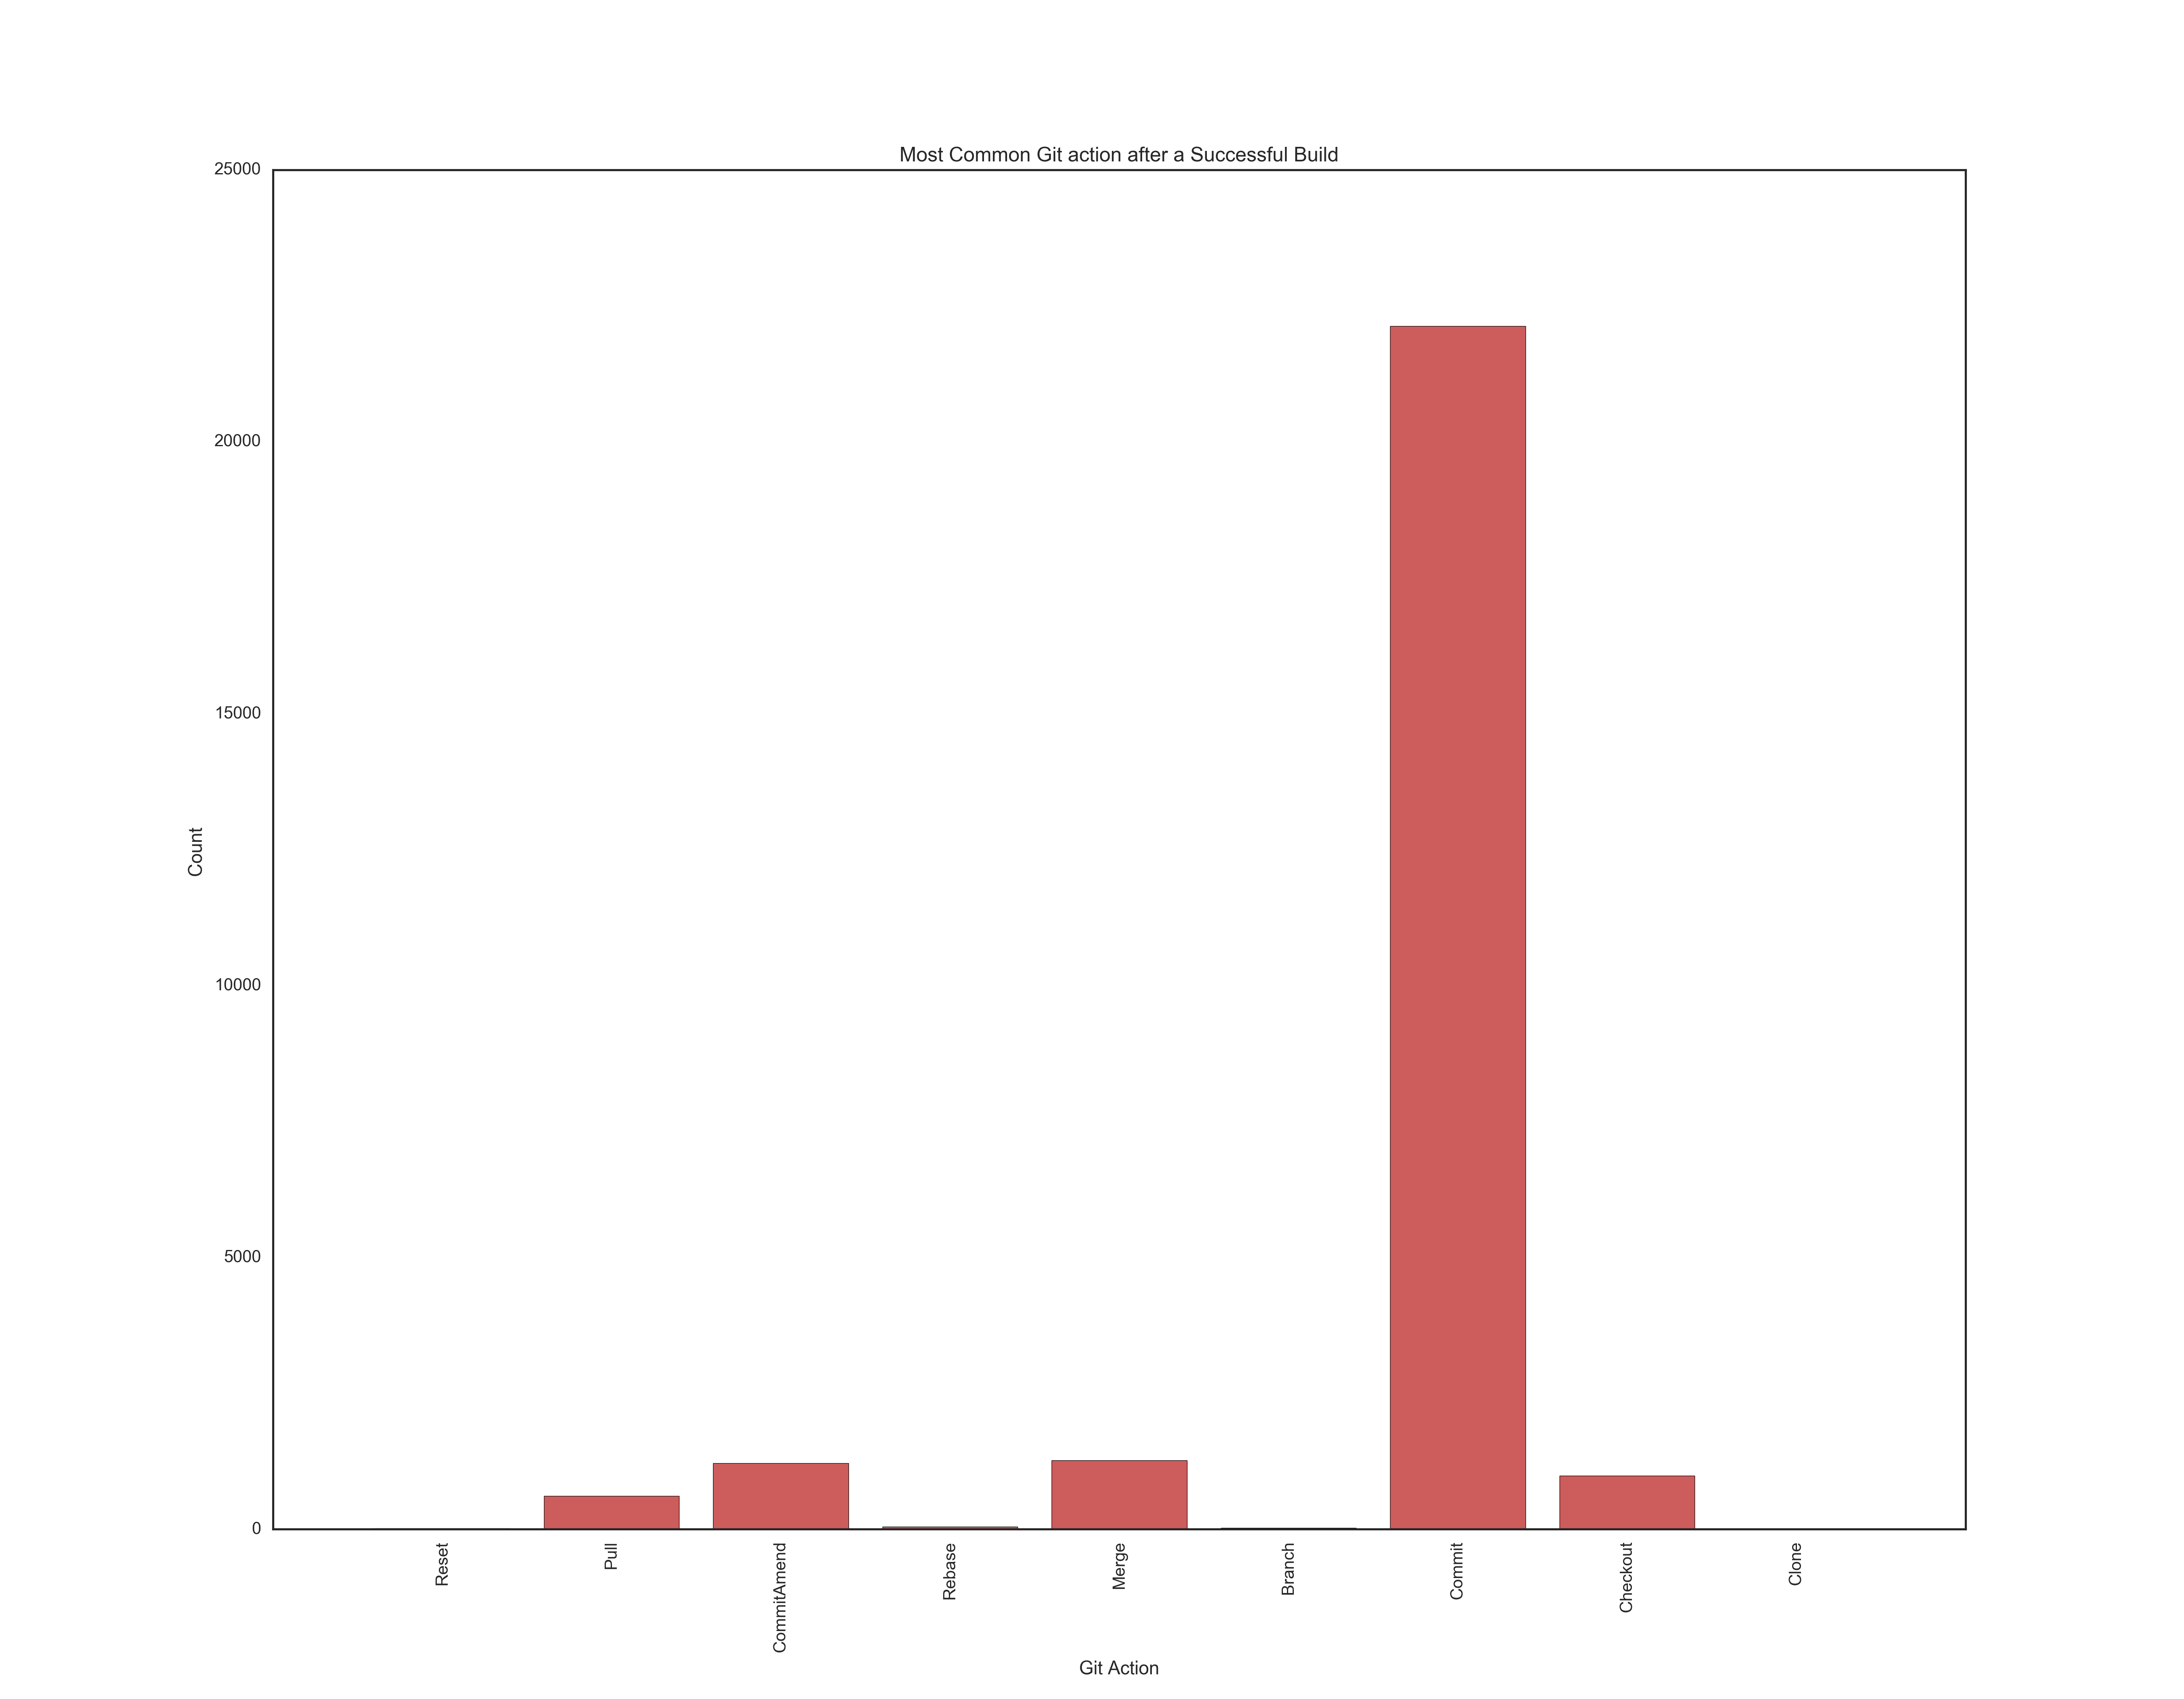 Most Common Git action after a Successful Build
25000
20000
15000
10000
5000
0
Count
Reset
Pull
CommitAmend
Rebase
Merge
Branch
Commit
Checkout
Clone
Git Action